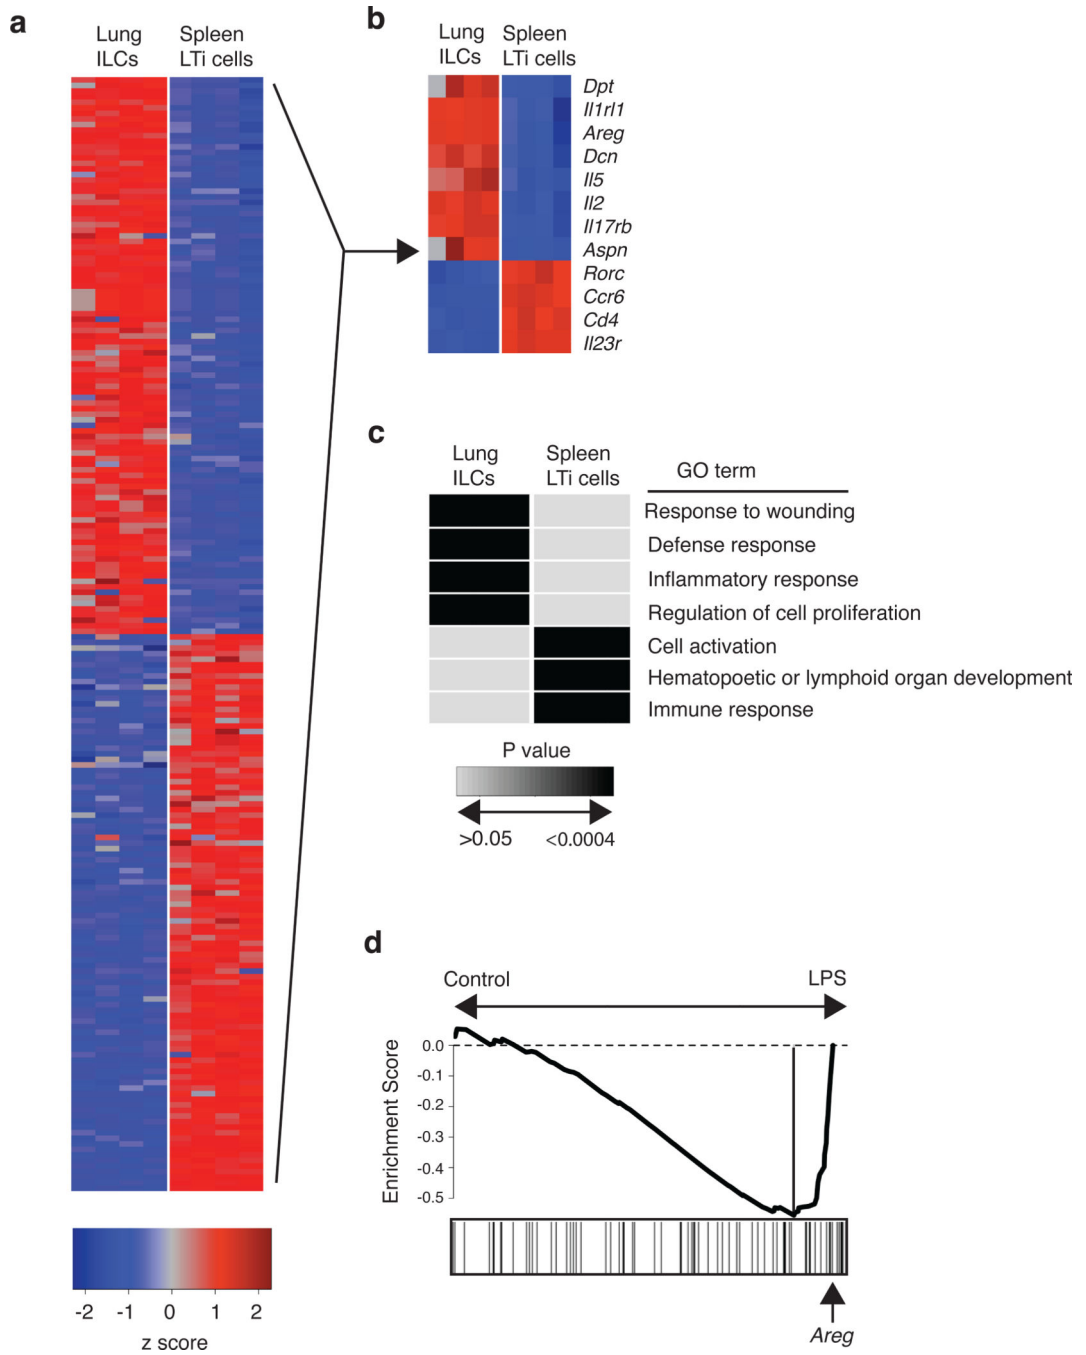 a
Lung
ILCs
Spleen
LTi cells
-2 -1 0 1 2
z score
b
Lung
ILCs
Spleen
LTi cells
Dpt
Il1rl1
Areg
Dcn
Il5
Il2
Il17rb
Aspn
Rorc
Ccr6
Cd4
Il23r
c
Lung
ILCs
Spleen
LTi cells
GO term
Response to wounding
Defense response
Inflammatory response
Regulation of cell proliferation
Cell activation
Hematopoetic or lymphoid organ development
Immune response
P value
>0.05 <0.0004
d
Control LPS
Enrichment Score
0.0
-0.1
-0.2
-0.3
-0.4
-0.5
Areg